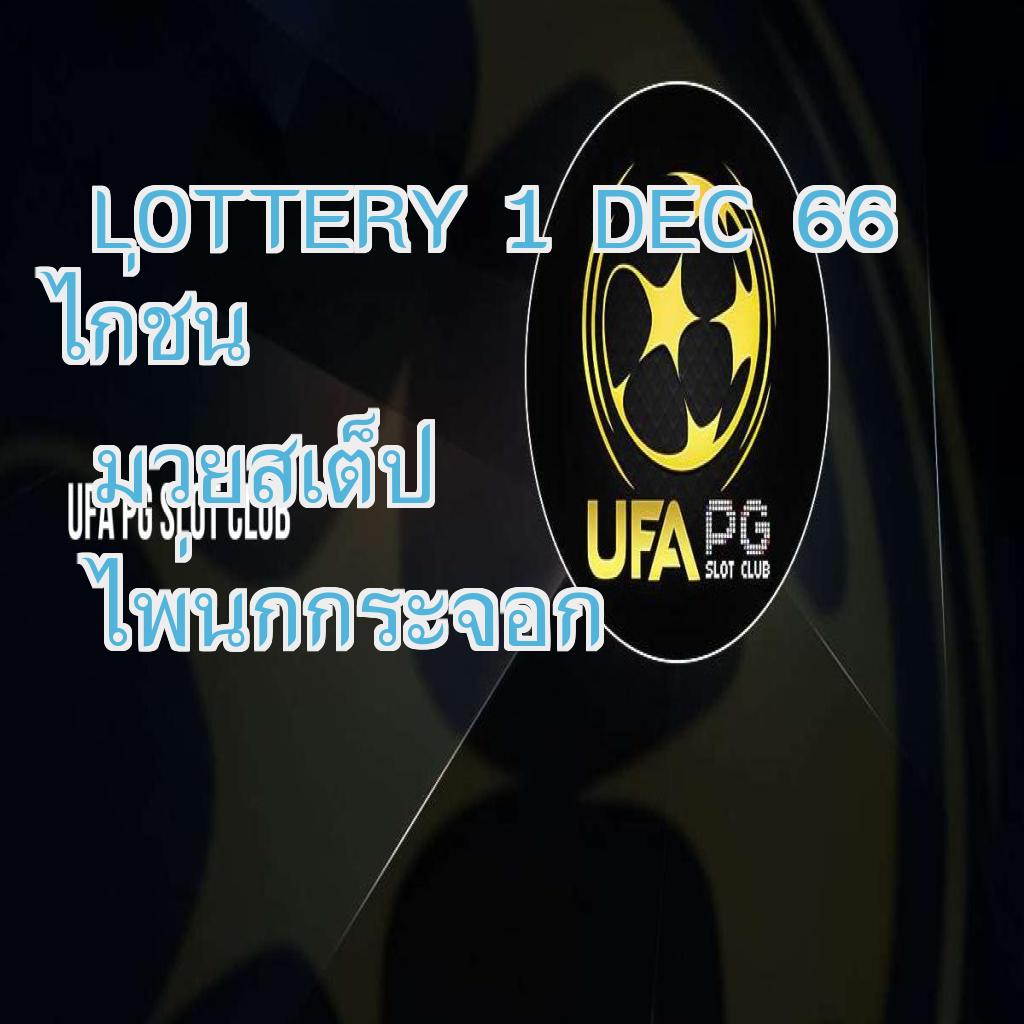 LOTTERY 1 DEC 66
ไก่ชน
มวยสเต็ป
UFA PG SLOT CLUB
ไพ่นกกระจอก
UFA PG
SLOT CLUB